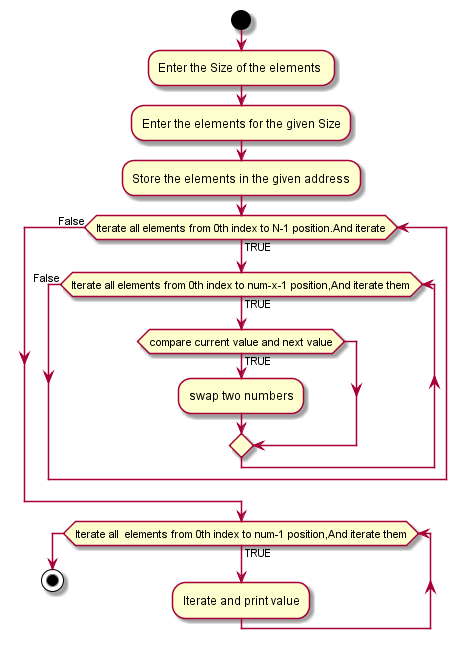 Enter the Size of the elements
Enter the elements for the given Size
Store the elements in the given address
False
Iterate all elements from 0th index to N-1 position.And iterate
TRUE
False
Iterate all elements from 0th index to num-x-1 position,And iterate them
TRUE
compare current value and next value
TRUE
swap two numbers
Iterate all  elements from 0th index to num-1 position,And iterate them
TRUE
Iterate and print value